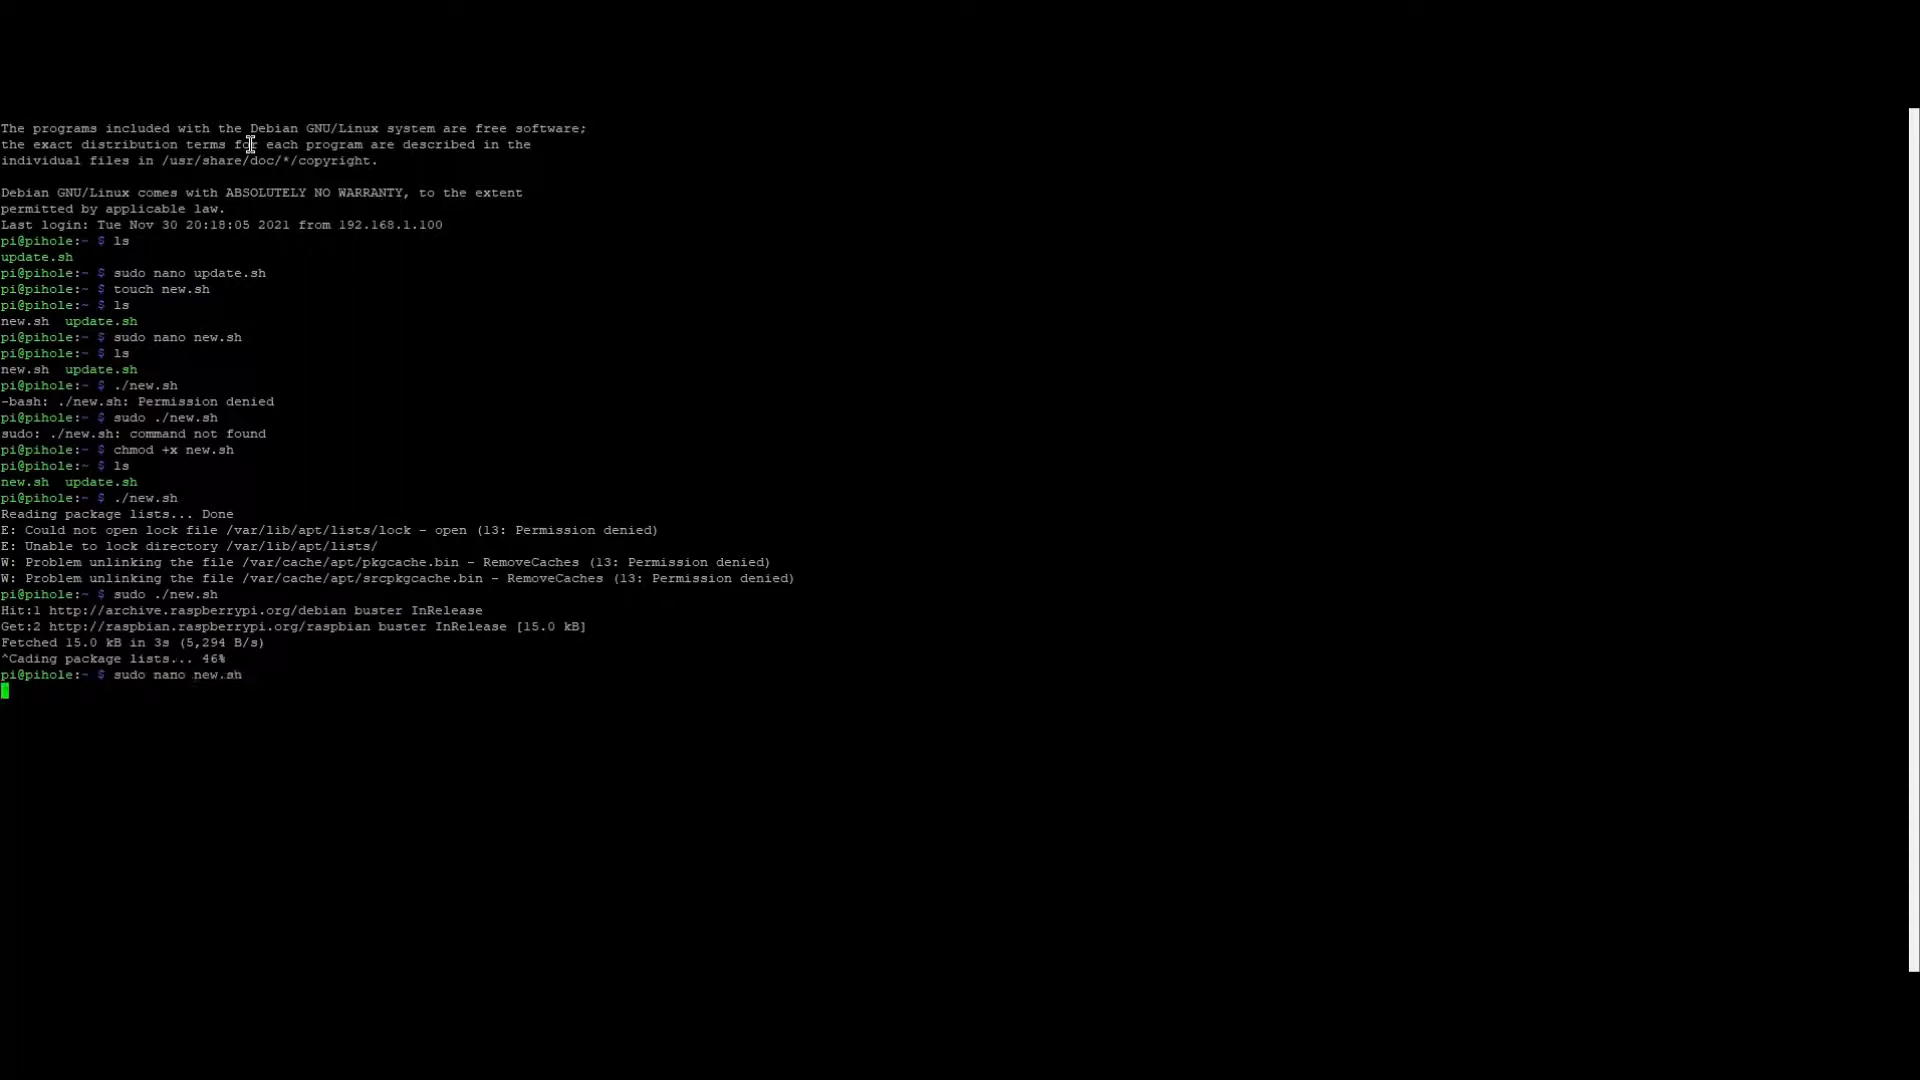 The programs included with the Debian GNU/Linux system are free software;
the exact distribution terms for each program are described in the
individual files in /usr/share/doc/*/copyright.
Debian GNU/Linux comes with ABSOLUTELY NO WARRANTY, to the extent
permitted by applicable law.
Last login: Tue Nov 30 20:18:05 2021 from 192.168.1.100
pi@pihole:~ $ ls
update.sh
pi@pihole:~ $ sudo nano update.sh
pi@pihole:~ $ touch new.sh
pi@pihole:~ $ ls
new.sh  update.sh
pi@pihole:~ $ sudo nano new.sh
pi@pihole:~ $ ls
new.sh  update.sh
pi@pihole:~ $ ./new.sh
-bash: ./new.sh: Permission denied
pi@pihole:~ $ sudo ./new.sh
sudo: ./new.sh: command not found
pi@pihole:~ $ chmod +x new.sh
pi@pihole:~ $ ls
new.sh  update.sh
pi@pihole:~ $ ./new.sh
Reading package lists... Done
E: Could not open lock file /var/lib/apt/lists/lock - open (13: Permission denied)
E: Unable to lock directory /var/lib/apt/lists/
W: Problem unlinking the file /var/cache/apt/pkgcache.bin - RemoveCaches (13: Permission denied)
W: Problem unlinking the file /var/cache/apt/srcpkgcache.bin - RemoveCaches (13: Permission denied)
pi@pihole:~ $ sudo ./new.sh
Hit:1 http://archive.raspberrypi.org/debian buster InRelease
Get:2 http://raspbian.raspberrypi.org/raspbian buster InRelease [15.0 kB]
Fetched 15.0 kB in 3s (5,294 B/s)
^Cading package lists... 46%
pi@pihole:~ $ sudo nano new.sh